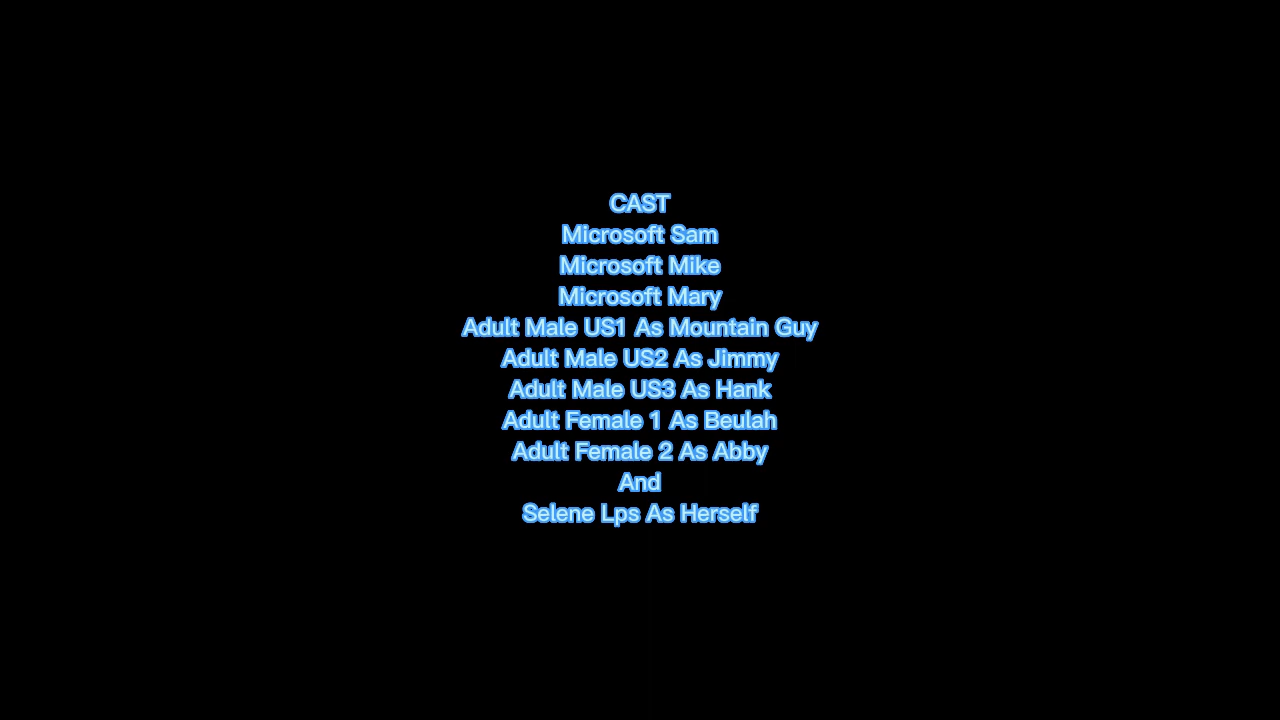 CAST
Microsoft Sam
Microsoft Mike
Microsoft Mary
Adult Male US1 As Mountain Guy
Adult Male US2 As Jimmy
Adult Male US3 As Hank
Adult Female 1 As Beulah
Adult Female 2 As Abby
And
Selene Lps As Herself